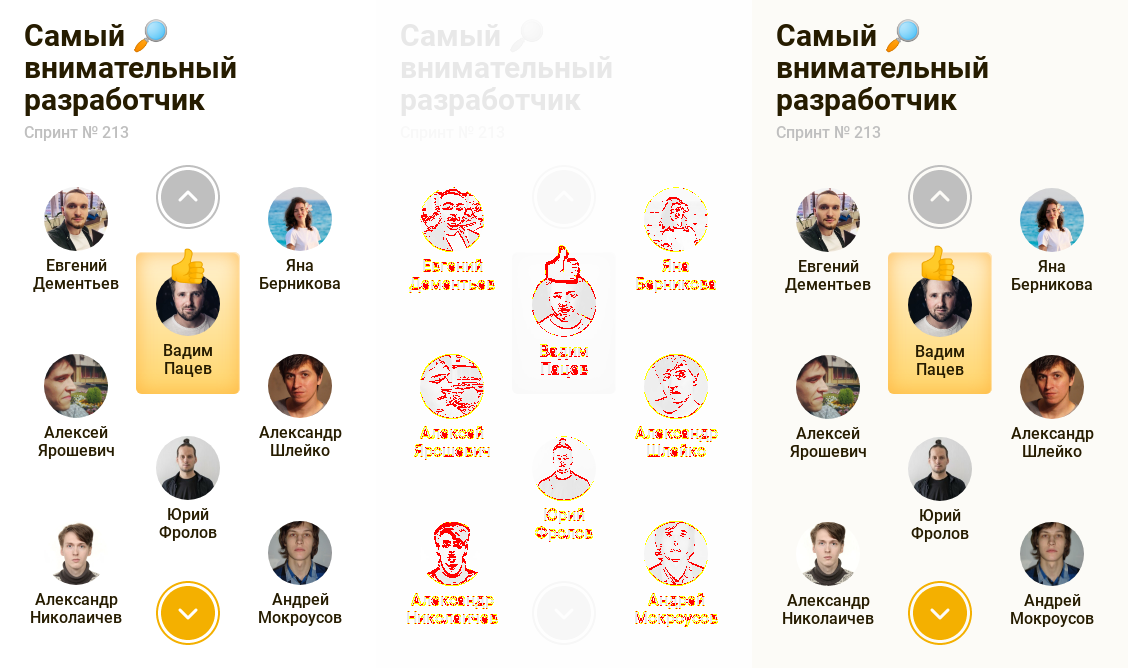 Самый 🔎
внимательный
разработчик
Спринт № 213
Евгений
Дементьев
Яна
Берникова
Вадим
Пацев
Алексей
Ярошевич
Александр
Шлейко
Юрий
Фролов
Александр
Николаичев
Андрей
Мокроусов
Самый 🔎
внимательный
разработчик
Спринт № 213
Евгений
Дементьев
Яна
Берникова
Вадим
Пацев
Алексей
Ярошевич
Александр
Шлейко
Юрий
Фролов
Александр
Николаичев
Андрей
Мокроусов
Самый 🔎
внимательный
разработчик
Спринт № 213
Евгений
Дементьев
Яна
Берникова
Вадим
Пацев
Алексей
Ярошевич
Александр
Шлейко
Юрий
Фролов
Александр
Николаичев
Андрей
Мокроусов